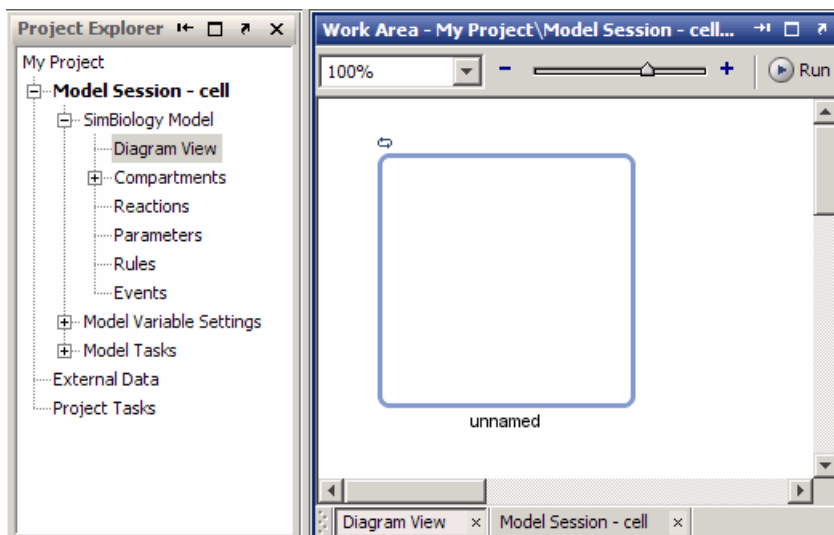 Project Explorer
My Project
Model Session - cell
SimBiology Model
Diagram View
Compartments
Reactions
Parameters
Rules
Events
Model Variable Settings
Model Tasks
External Data
Project Tasks
Work Area - My Project\Model Session - cell...
100%
Run
unnamed
Diagram View
Model Session - cell